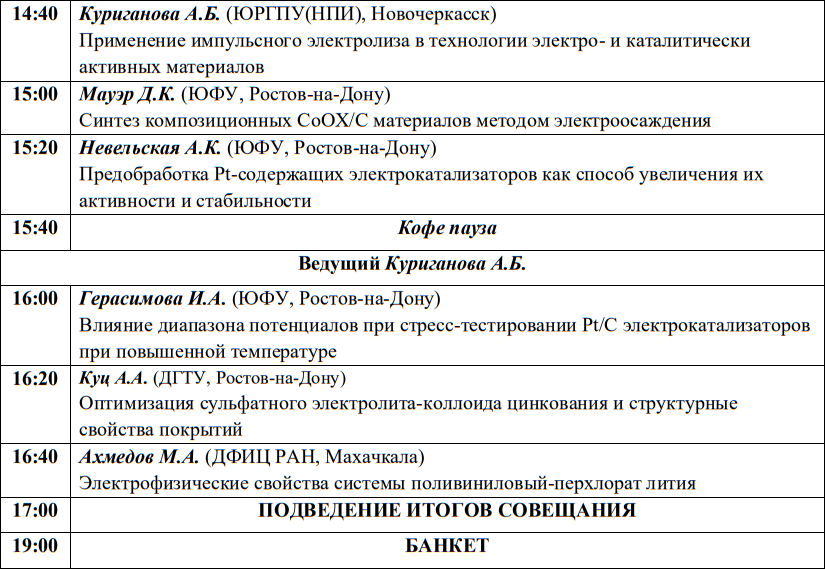 14:40 Куриганова А.Б. (ЮРГПУ(НПИ), Новочеркасск)
Применение импульсного электролиза в технологии электро- и каталитически
активных материалов
15:00 Мауэр Д.К. (ЮФУ, Ростов-на-Дону)
Синтез композиционных CoOX/C материалов методом электроосаждения
15:20 Невельская А.К. (ЮФУ, Ростов-на-Дону)
Предобработка Pt-содержащих электрокатализаторов как способ увеличения их
активности и стабильности
15:40 Кофе пауза
Ведущий Куриганова А.Б.
16:00 Герасимова И.А. (ЮФУ, Ростов-на-Дону)
Влияние диапазона потенциалов при стресс-тестировании Pt/C электрокатализаторов
при повышенной температуре
16:20 Куц А.А. (ДГТУ, Ростов-на-Дону)
Оптимизация сульфатного электролита-коллоида цинкования и структурные
свойства покрытий
16:40 Ахмедов М.А. (ДФИЦ РАН, Махачкала)
Электрофизические свойства системы поливиниловый-перхлорат лития
17:00 ПОДВЕДЕНИЕ ИТОГОВ СОВЕЩАНИЯ
19:00 БАНКЕТ